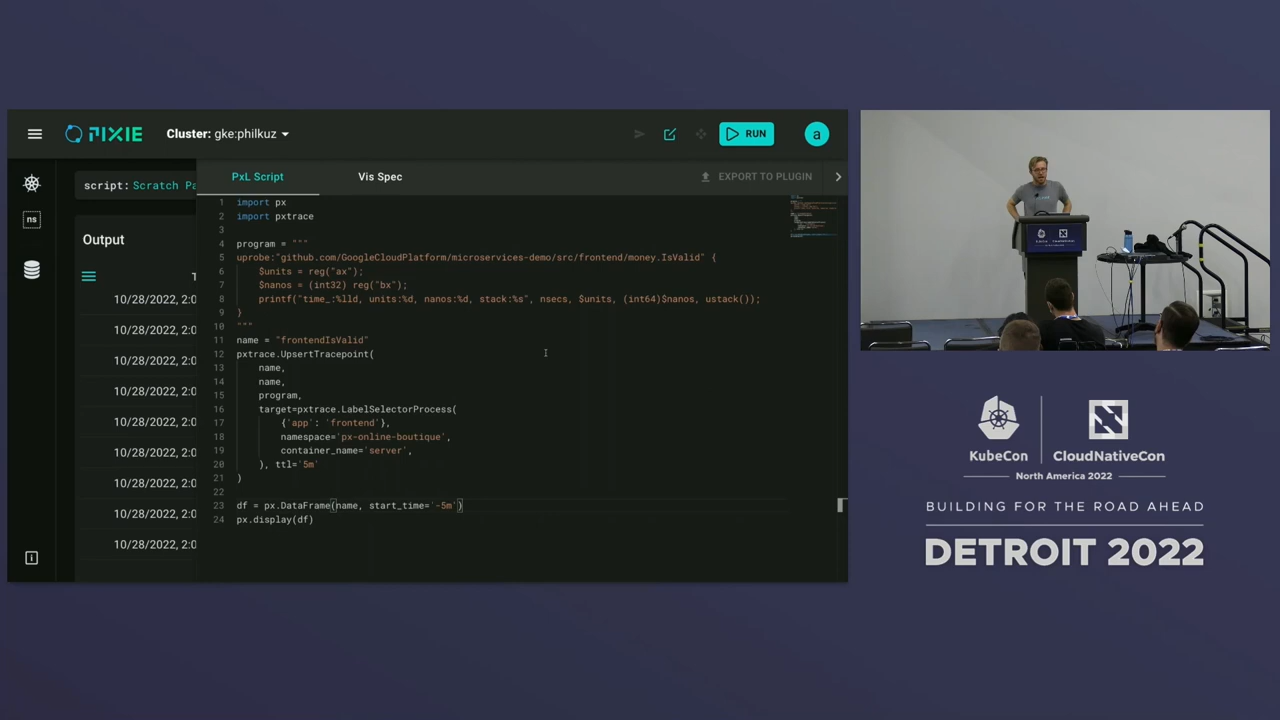 PIXIE
Cluster: gke:philkuz
RUN
a
script: Scratch Pa
PxL Script
Vis Spec
EXPORT TO PLUGIN
ns
Output
T
10/28/2022, 2:0
10/28/2022, 2:0
10/28/2022, 2:0
10/28/2022, 2:0
10/28/2022, 2:0
10/28/2022, 2:0
10/28/2022, 2:0
10/28/2022, 2:0
10/28/2022, 2:0
1 import px
2 import pxtrace
3
4 program = """
5 uprobe:"github.com/GoogleCloudPlatform/microservices-demo/src/frontend/money.IsValid" {
6 $units = reg("ax");
7 $nanos = (int32) reg("bx");
8 printf("time_:%lld, units:%d, nanos:%d, stack:%s", nsecs, $units, (int64)$nanos, ustack());
9 }
10 """
11 name = "frontendIsValid"
12 pxtrace.UpsertTracepoint(
13 name,
14 name,
15 program,
16 target=pxtrace.LabelSelectorProcess(
17 {'app': 'frontend'},
18 namespace='px-online-boutique',
19 container_name='server',
20 ), ttl='5m'
21 )
22
23 df = px.DataFrame(name, start_time='-5m')
24 px.display(df)
KubeCon
CloudNativeCon
North America 2022
BUILDING FOR THE ROAD AHEAD
DETROIT 2022